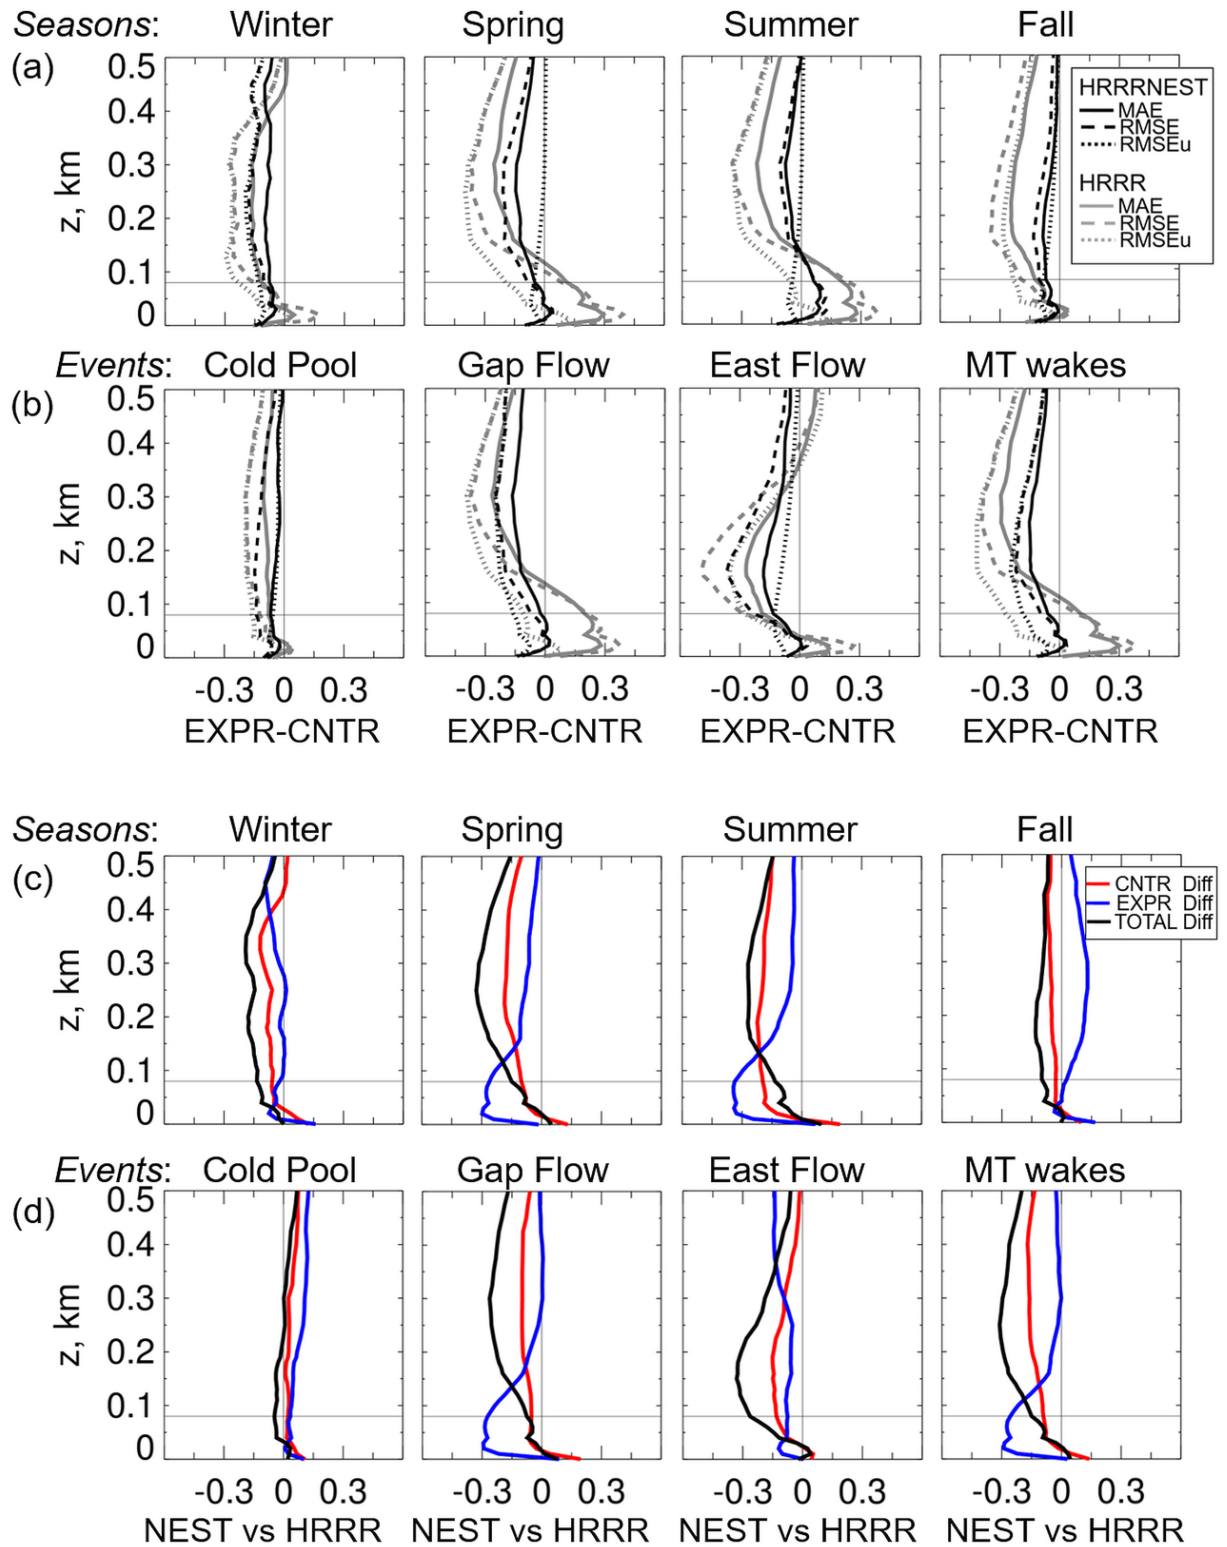 Seasons: Winter Spring Summer Fall
(a)
0.5
0.4
0.3
0.2
0.1
0
z, km
HRRRNEST
MAE
RMSE
RMSEu
HRRR
MAE
RMSE
RMSEu
Events: Cold Pool Gap Flow East Flow MT wakes
(b)
0.5
0.4
0.3
0.2
0.1
0
z, km
-0.3 0 0.3 -0.3 0 0.3 -0.3 0 0.3 -0.3 0 0.3
EXPR-CNTR EXPR-CNTR EXPR-CNTR EXPR-CNTR
Seasons: Winter Spring Summer Fall
(c)
0.5
0.4
0.3
0.2
0.1
0
z, km
CNTR Diff
EXPR Diff
TOTAL Diff
Events: Cold Pool Gap Flow East Flow MT wakes
(d)
0.5
0.4
0.3
0.2
0.1
0
z, km
-0.3 0 0.3 -0.3 0 0.3 -0.3 0 0.3 -0.3 0 0.3
NEST vs HRRR NEST vs HRRR NEST vs HRRR NEST vs HRRR